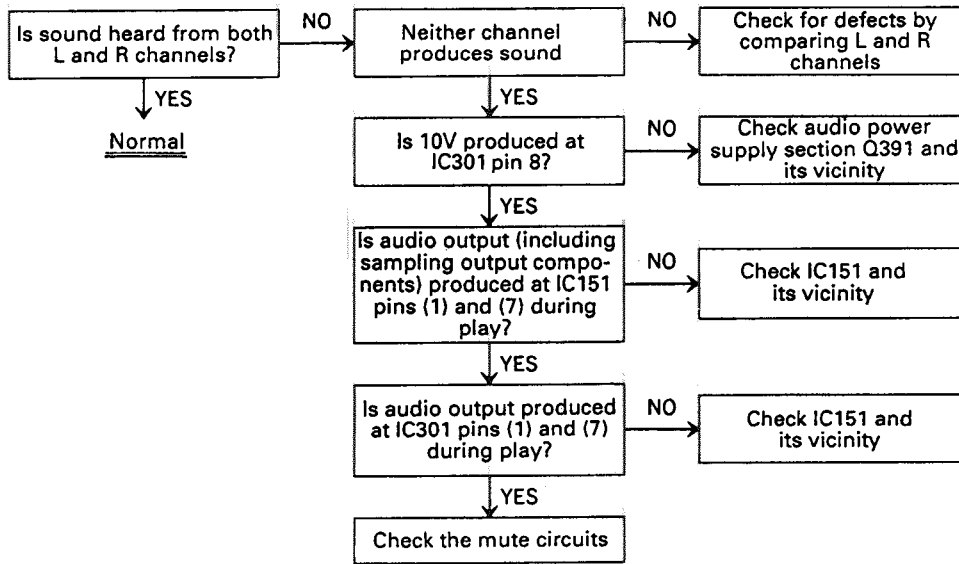 Is sound heard from both
L and R channels?
NO
Neither channel
produces sound
NO
Check for defects by
comparing L and R
channels
YES
Normal
YES
Is 10V produced at
IC301 pin 8?
NO
Check audio power
supply section Q391 and
its vicinity
YES
Is audio output (including
sampling output compo-
nents) produced at IC151
pins (1) and (7) during
play?
NO
Check IC151 and
its vicinity
YES
Is audio output produced
at IC301 pins (1) and (7)
during play?
NO
Check IC151 and
its vicinity
YES
Check the mute circuits